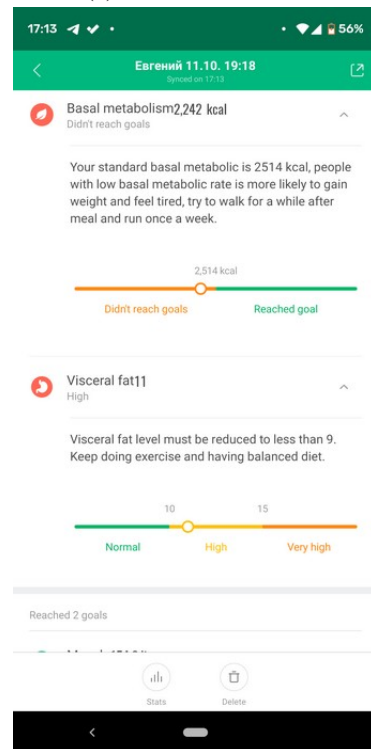 17:13
56%
Евгений 11.10. 19:18
Synced on 17:13
Basal metabolism2,242 kcal
Didn't reach goals
Your standard basal metabolic is 2514 kcal, people
with low basal metabolic rate is more likely to gain
weight and feel tired, try to walk for a while after
meal and run once a week.
2,514 kcal
Didn't reach goals Reached goal
Visceral fat11
High
Visceral fat level must be reduced to less than 9.
Keep doing exercise and having balanced diet.
10 15
Normal High Very high
Reached 2 goals
Stats Delete